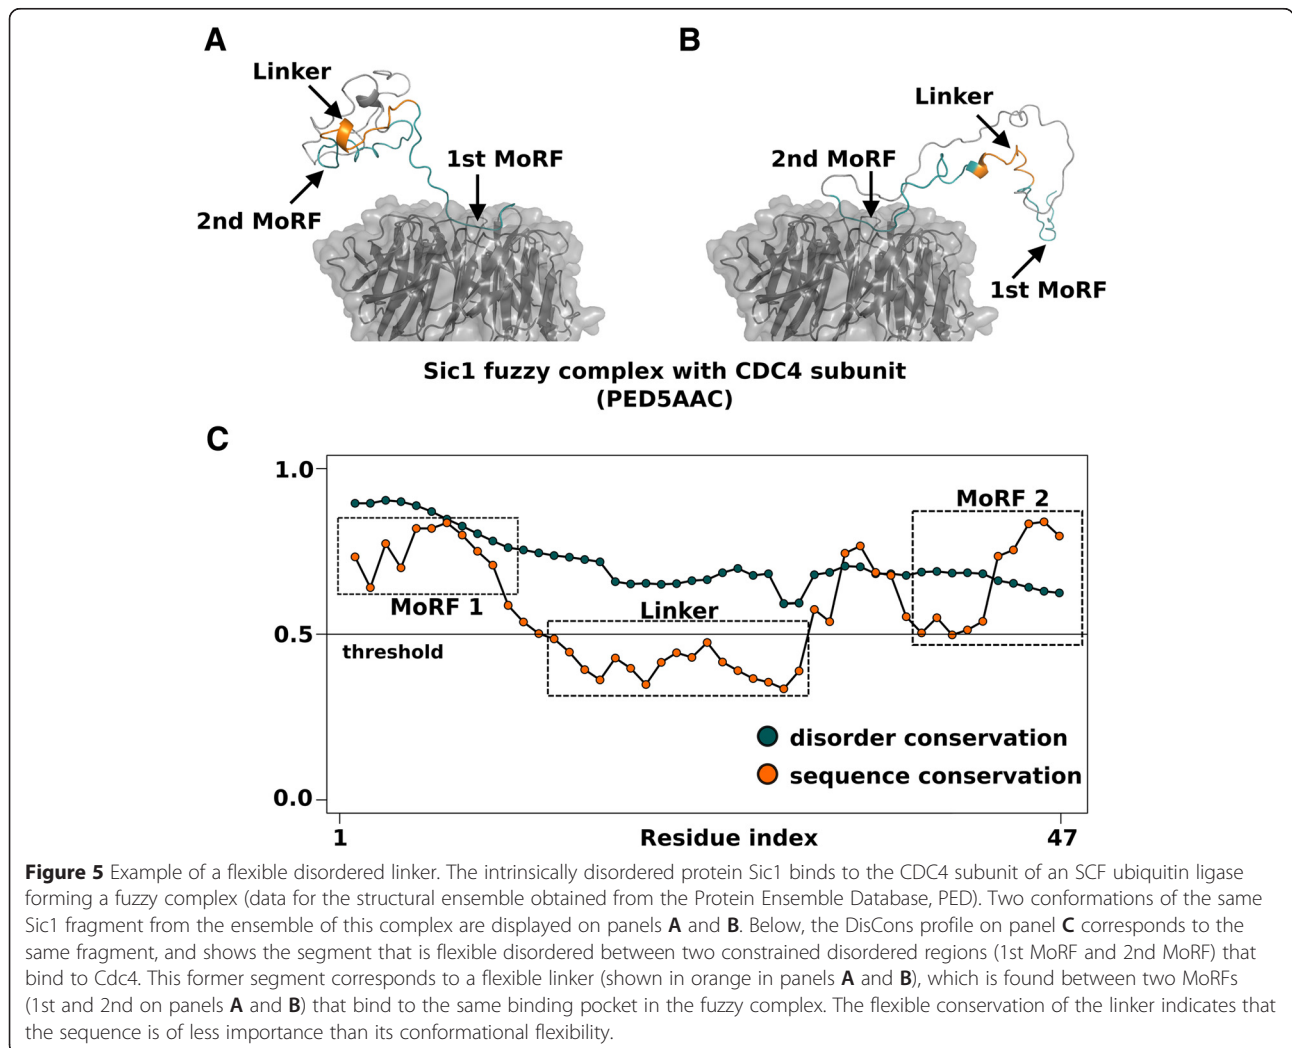 A
B
Linker
1st MoRF
2nd MoRF
Linker
2nd MoRF
1st MoRF
Sic1 fuzzy complex with CDC4 subunit
(PED5AAC)
C
1.0
MoRF 2
MoRF 1
Linker
0.5
threshold
disorder conservation
sequence conservation
0.0
1
Residue index
47
Figure 5 Example of a flexible disordered linker. The intrinsically disordered protein Sic1 binds to the CDC4 subunit of an SCF ubiquitin ligase
forming a fuzzy complex (data for the structural ensemble obtained from the Protein Ensemble Database, PED). Two conformations of the same
Sic1 fragment from the ensemble of this complex are displayed on panels A and B. Below, the DisCons profile on panel C corresponds to the
same fragment, and shows the segment that is flexible disordered between two constrained disordered regions (1st MoRF and 2nd MoRF) that
bind to Cdc4. This former segment corresponds to a flexible linker (shown in orange in panels A and B), which is found between two MoRFs
(1st and 2nd on panels A and B) that bind to the same binding pocket in the fuzzy complex. The flexible conservation of the linker indicates that
the sequence is of less importance than its conformational flexibility.